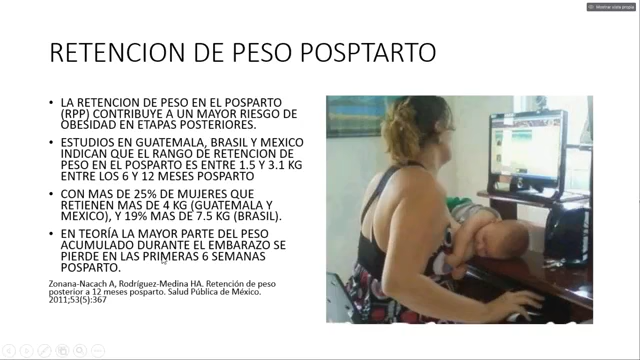 Mostrar vista propia
RETENCION DE PESO POSPTARTO
• LA RETENCION DE PESO EN EL POSPARTO
(RPP) CONTRIBUYE A UN MAYOR RIESGO DE
OBESIDAD EN ETAPAS POSTERIORES.
• ESTUDIOS EN GUATEMALA, BRASIL Y MEXICO
INDICAN QUE EL RANGO DE RETENCION DE
PESO EN EL POSPARTO ES ENTRE 1.5 Y 3.1 KG
ENTRE LOS 6 Y 12 MESES POSPARTO
• CON MAS DE 25% DE MUJERES QUE
RETIENEN MAS DE 4 KG (GUATEMALA Y
MEXICO), Y 19% MAS DE 7.5 KG (BRASIL).
• EN TEORÍA LA MAYOR PARTE DEL PESO
ACUMULADO DURANTE EL EMBARAZO SE
PIERDE EN LAS PRIMERAS 6 SEMANAS
POSPARTO.
Zonana-Nacach A, Rodríguez-Medina HA. Retención de peso
posterior a 12 meses posparto. Salud Pública de México.
2011;53(5):367